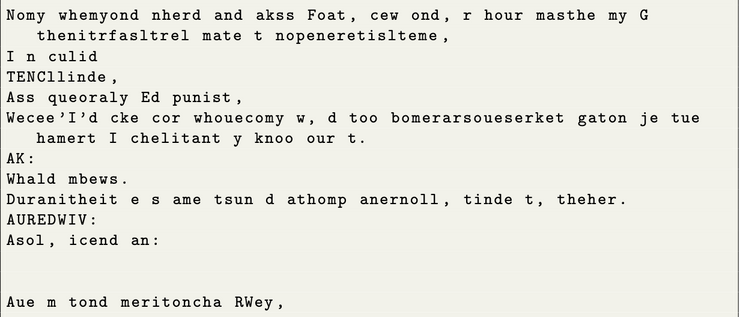 Nomy whemyond nherd and akss Foat, cew ond, r hour masthe my G
thenitrfasltrel mate t nopeneretislteme,
I n culid
TENCllinde,
Ass queoraly Ed punist,
Wecee'I'd cke cor whouecomy w, d too bomerarsoueserket gaton je tue
hamert I chelitant y knoo our t.
AK:
Whald mbews.
Duranitheit e s ame tsun d athomp anernoll, tinde t, theher.
AUREDWIV:
Asol, icend an:
Aue m tond meritoncha RWey,